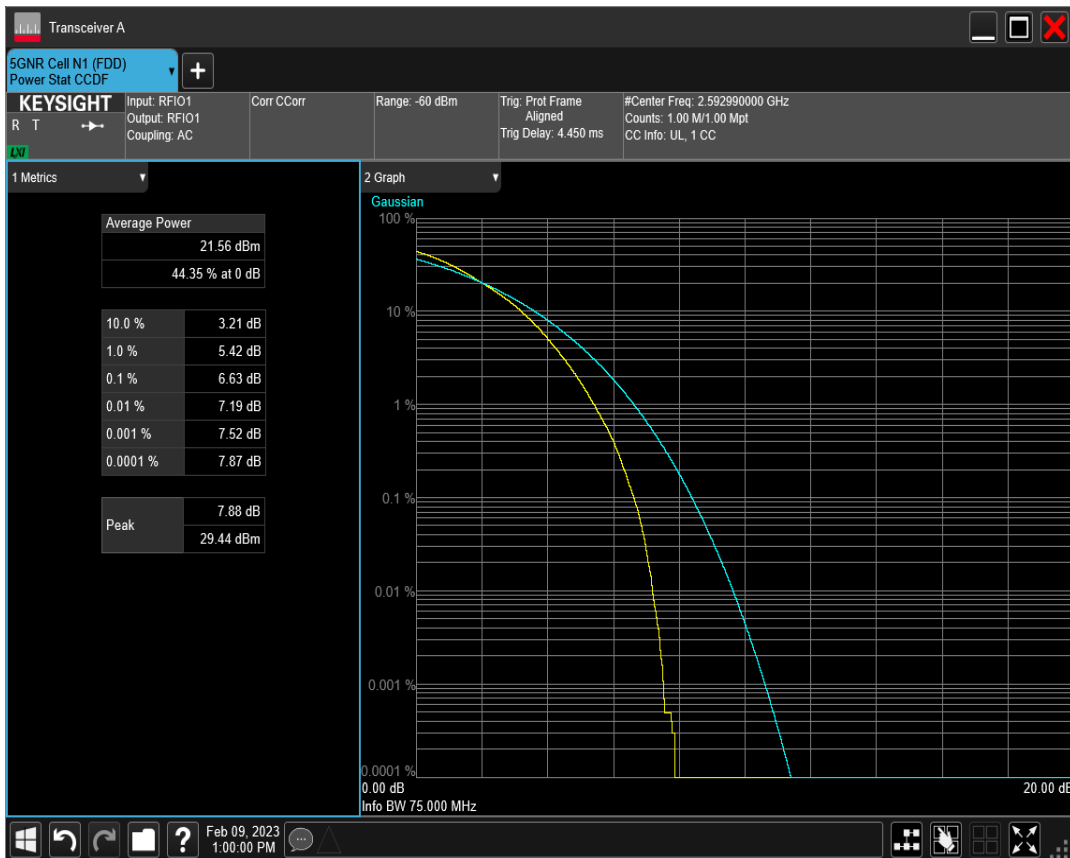 Transceiver A
5GNR Cell N1 (FDD)
Power Stat CCDF
+
KEYSIGHT
R T
LXI
Input: RFIO1
Output: RFIO1
Coupling: AC
Corr CCorr
Range: -60 dBm
Trig: Prot Frame
Aligned
Trig Delay: 4.450 ms
#Center Freq: 2.592990000 GHz
Counts: 1.00 M/1.00 Mpt
CC Info: UL, 1 CC
1 Metrics
Average Power
21.56 dBm
44.35 % at 0 dB
10.0 % 3.21 dB
1.0 % 5.42 dB
0.1 % 6.63 dB
0.01 % 7.19 dB
0.001 % 7.52 dB
0.0001 % 7.87 dB
Peak
7.88 dB
29.44 dBm
2 Graph
Gaussian
100 %
10 %
1 %
0.1 %
0.01 %
0.001 %
0.0001 %
0.00 dB
20.00 dB
Info BW 75.000 MHz
?
Feb 09, 2023
1:00:00 PM